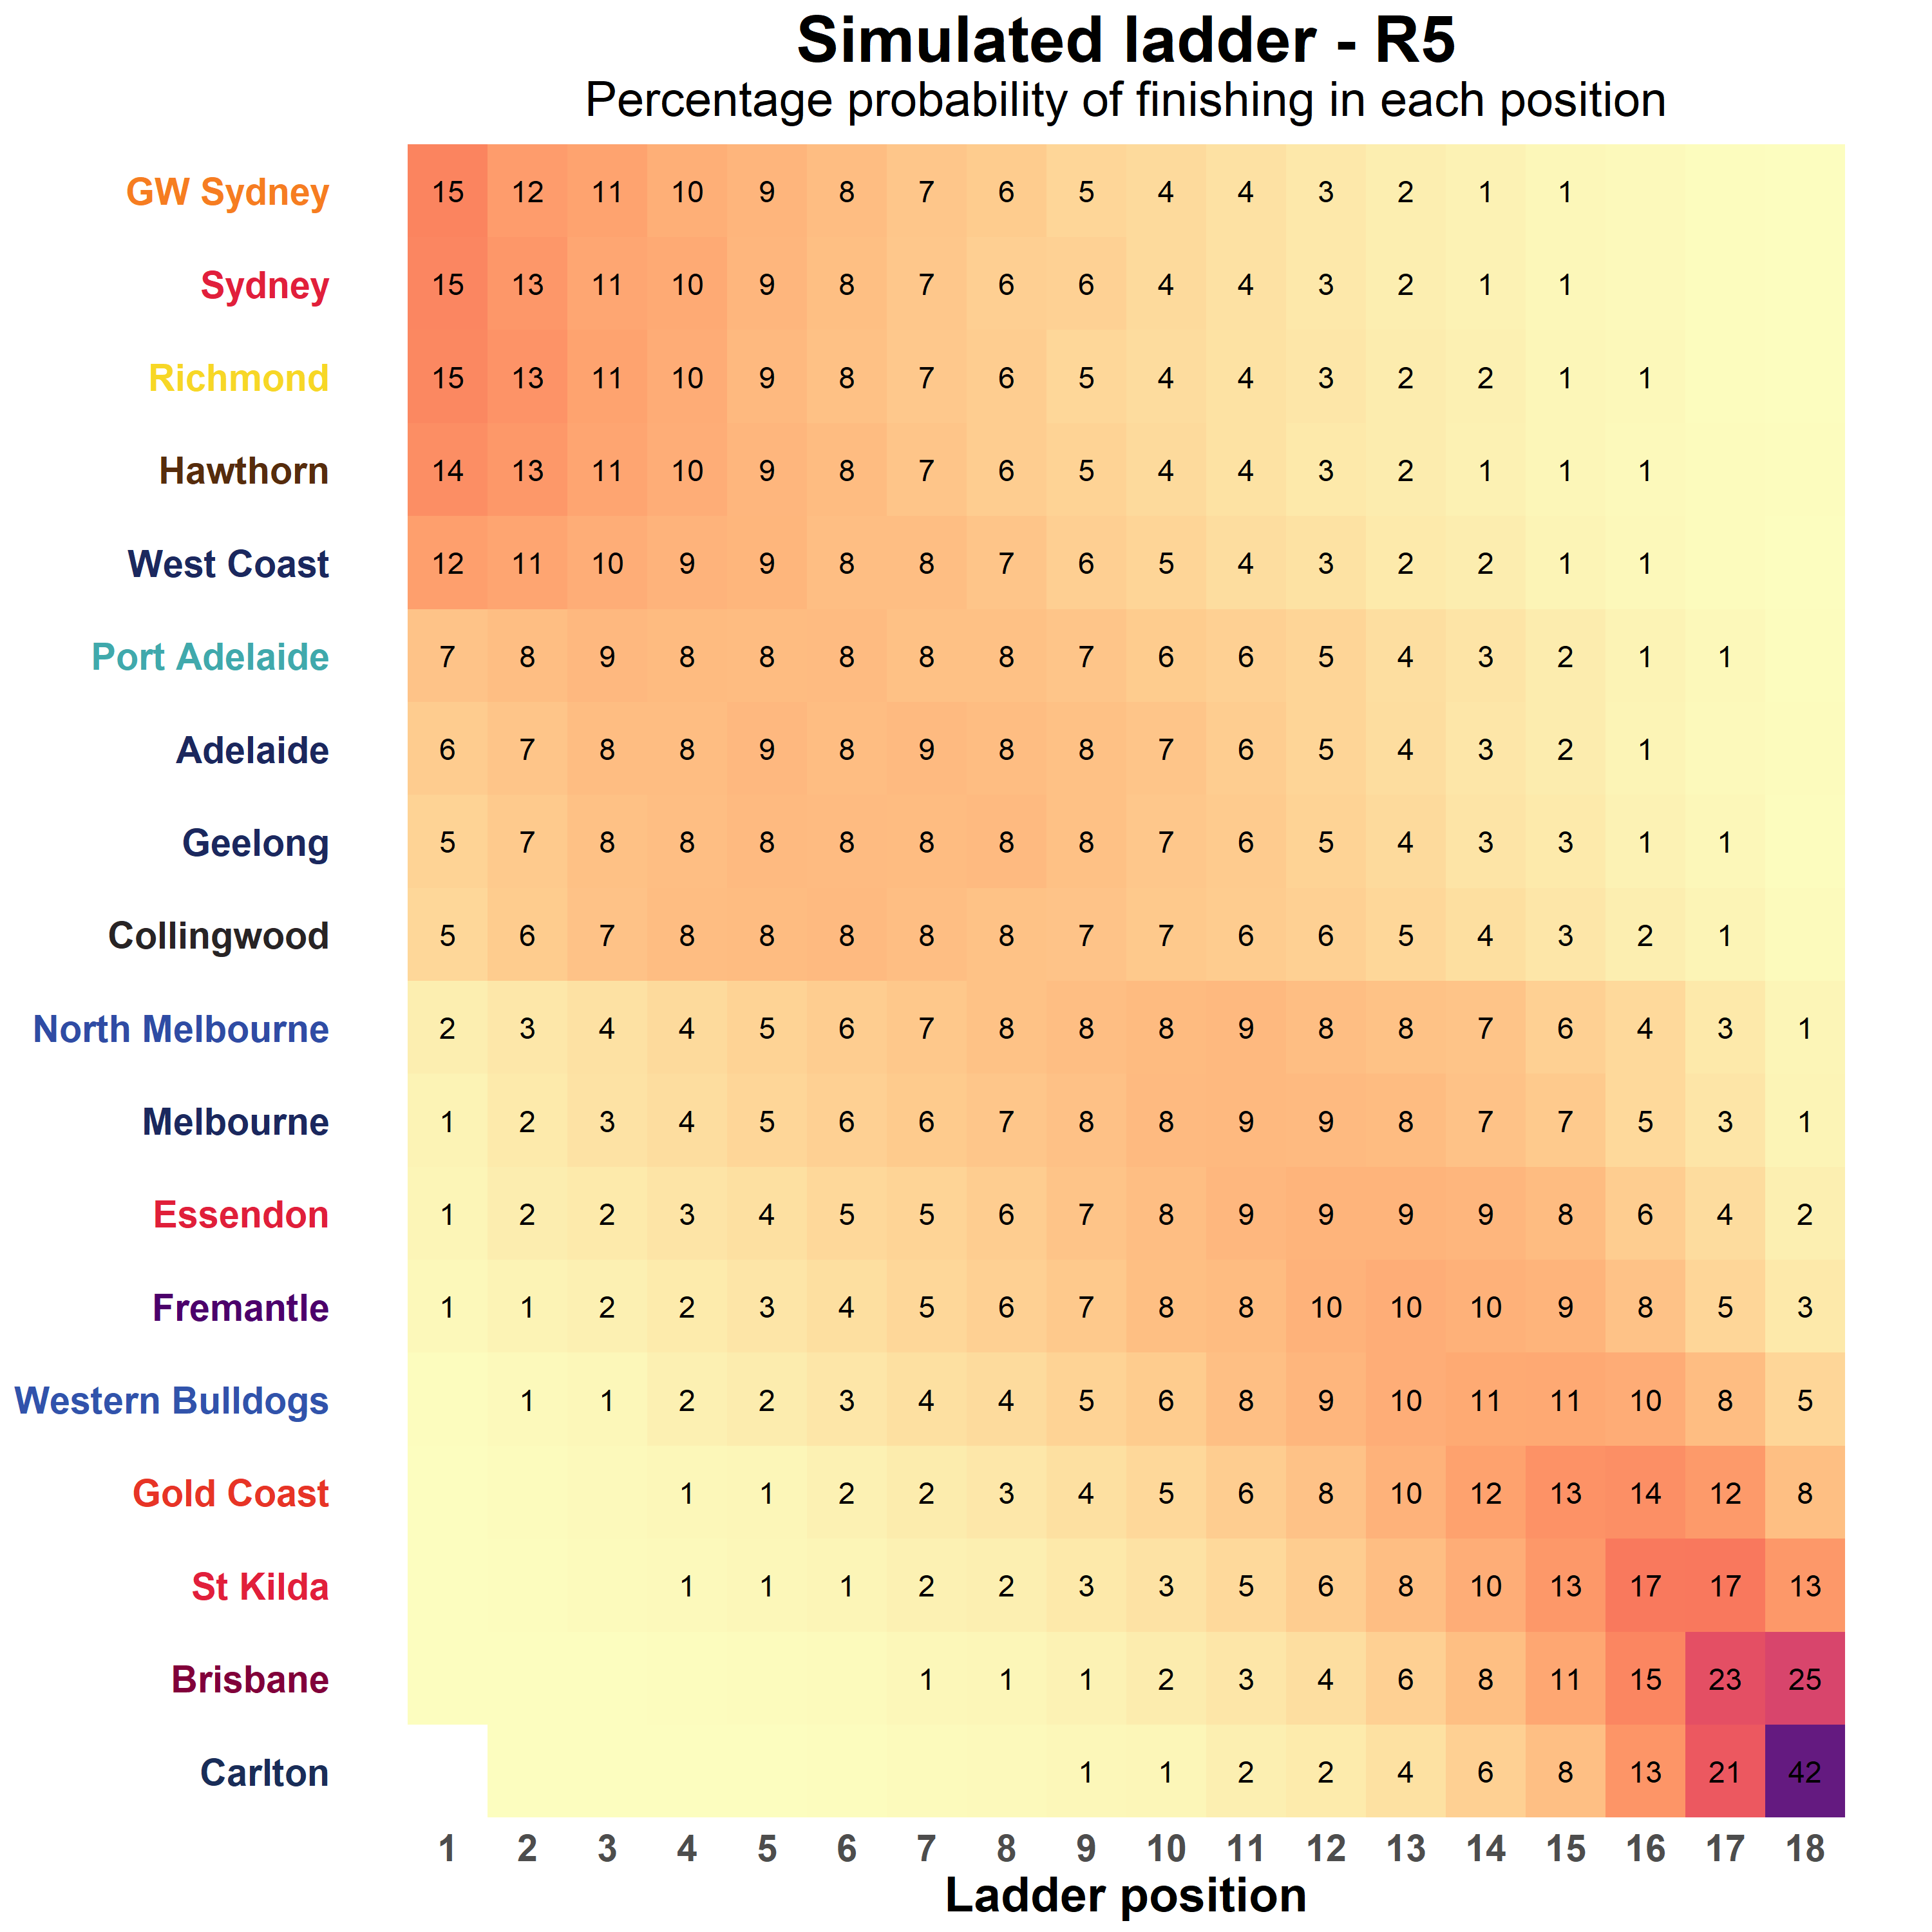 Simulated ladder - R5
Percentage probability of finishing in each position
GW Sydney 15 12 11 10 9 8 7 6 5 4 4 3 2 1 1
Sydney 15 13 11 10 9 8 7 6 6 4 4 3 2 1 1
Richmond 15 13 11 10 9 8 7 6 5 4 4 3 2 2 1 1
Hawthorn 14 13 11 10 9 8 7 6 5 4 4 3 2 1 1 1
West Coast 12 11 10 9 9 8 8 7 6 5 4 3 2 2 1 1
Port Adelaide 7 8 9 8 8 8 8 8 7 6 6 5 4 3 2 1 1
Adelaide 6 7 8 8 9 8 9 8 8 7 6 5 4 3 2 1
Geelong 5 7 8 8 8 8 8 8 8 7 6 5 4 3 3 1 1
Collingwood 5 6 7 8 8 8 8 8 7 7 6 6 5 4 3 2 1
North Melbourne 2 3 4 4 5 6 7 8 8 8 9 8 8 7 6 4 3 1
Melbourne 1 2 3 4 5 6 6 7 8 8 9 9 8 7 7 5 3 1
Essendon 1 2 2 3 4 5 5 6 7 8 9 9 9 9 8 6 4 2
Fremantle 1 1 2 2 3 4 5 6 7 8 8 10 10 10 9 8 5 3
Western Bulldogs 1 1 2 2 3 4 4 5 6 8 9 10 11 11 10 8 5
Gold Coast 1 1 2 2 3 4 5 6 8 10 12 13 14 12 8
St Kilda 1 1 1 2 2 3 3 5 6 8 10 13 17 17 13
Brisbane 1 1 1 2 3 4 6 8 11 15 23 25
Carlton 1 1 2 2 4 6 8 13 21 42
1 2 3 4 5 6 7 8 9 10 11 12 13 14 15 16 17 18
Ladder position